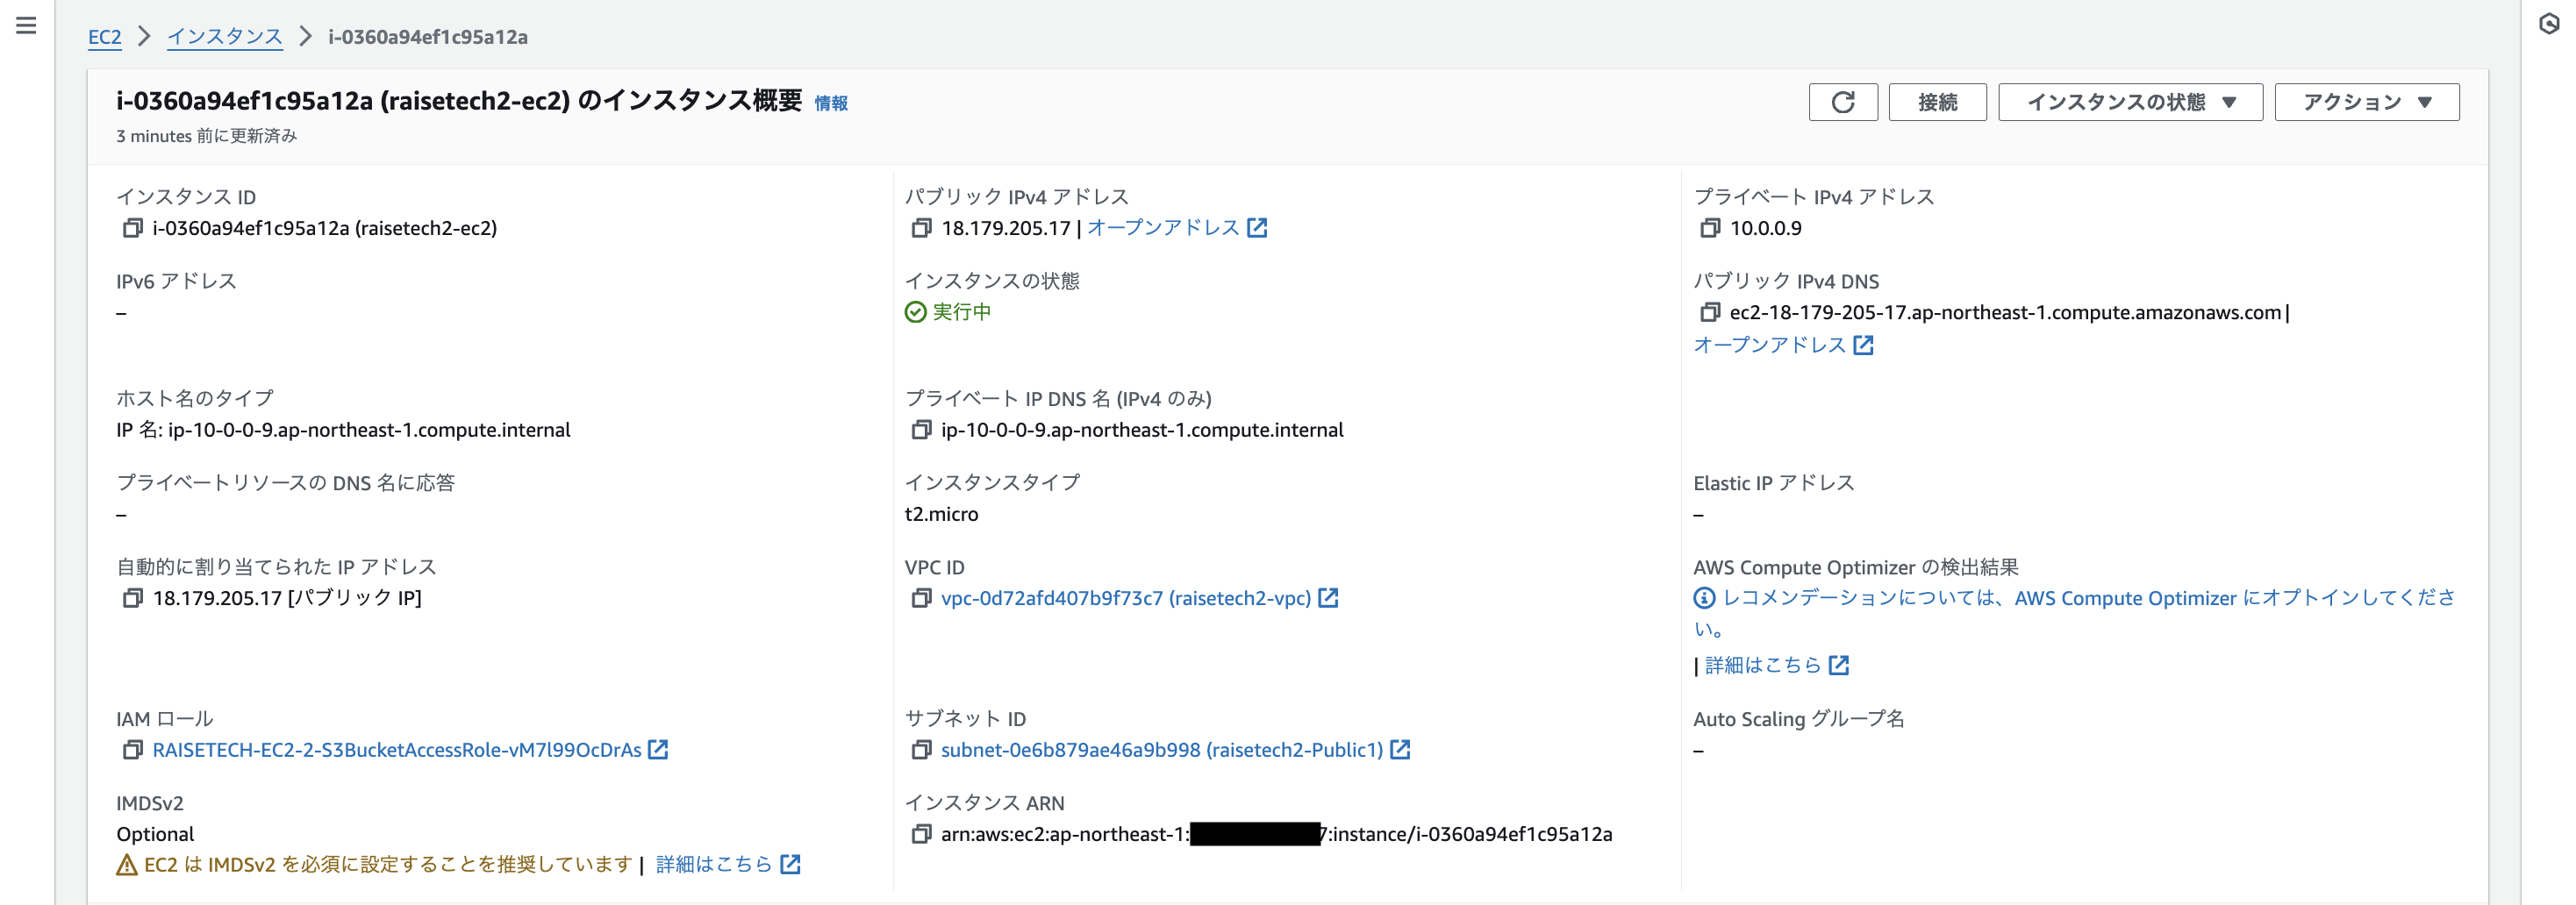 EC2 > インスタンス > i-0360a94ef1c95a12a
i-0360a94ef1c95a12a (raisetech2-ec2) のインスタンス概要 情報
3 minutes 前に更新済み
接続
インスタンスの状態 ▼
アクション ▼
インスタンス ID
i-0360a94ef1c95a12a (raisetech2-ec2)
パブリック IPv4 アドレス
18.179.205.17 | オープンアドレス
プライベート IPv4 アドレス
10.0.0.9
IPv6 アドレス
–
インスタンスの状態
実行中
パブリック IPv4 DNS
ec2-18-179-205-17.ap-northeast-1.compute.amazonaws.com |
オープンアドレス
ホスト名のタイプ
IP 名: ip-10-0-0-9.ap-northeast-1.compute.internal
プライベート IP DNS 名 (IPv4 のみ)
ip-10-0-0-9.ap-northeast-1.compute.internal
プライベートリソースの DNS 名に応答
–
インスタンスタイプ
t2.micro
Elastic IP アドレス
–
自動的に割り当てられた IP アドレス
18.179.205.17 [パブリック IP]
VPC ID
vpc-0d72afd407b9f73c7 (raisetech2-vpc)
AWS Compute Optimizer の検出結果
レコメンデーションについては、AWS Compute Optimizer にオプトインしてくださ
い。
| 詳細はこちら
IAM ロール
RAISETECH-EC2-2-S3BucketAccessRole-vM7l99OcDrAs
サブネット ID
subnet-0e6b879ae46a9b998 (raisetech2-Public1)
Auto Scaling グループ名
–
IMDSv2
Optional
EC2 は IMDSv2 を必須に設定することを推奨しています | 詳細はこちら
インスタンス ARN
arn:aws:ec2:ap-northeast-1:7:instance/i-0360a94ef1c95a12a